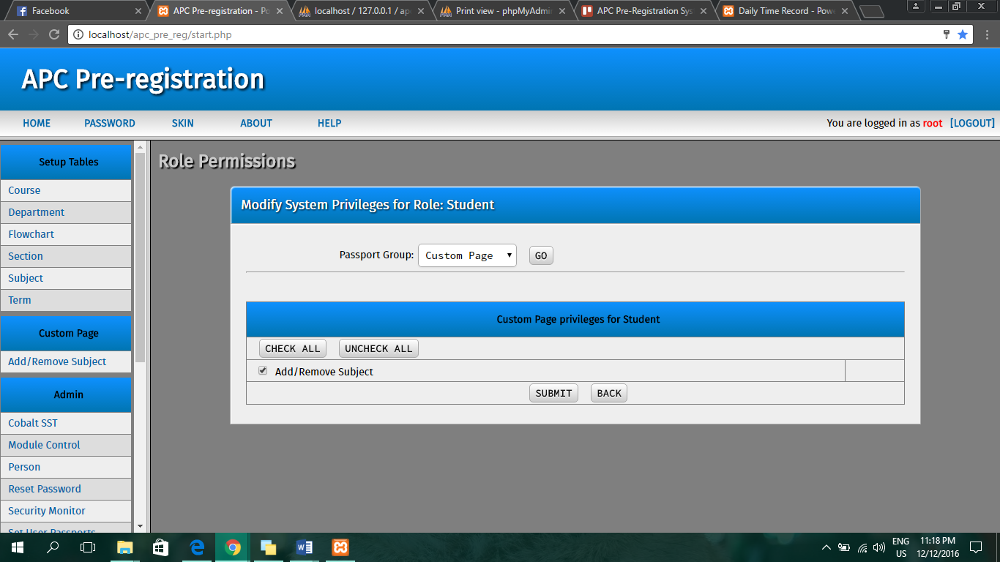 Facebook
APC Pre-registration - Po
localhost / 127.0.0.1 / ap
Print view - phpMyAdmin
APC Pre-Registration Sys
Daily Time Record - Pow
localhost/apc_pre_reg/start.php
APC Pre-registration
HOME PASSWORD SKIN ABOUT HELP You are logged in as root [LOGOUT]
Setup Tables
Course
Department
Flowchart
Section
Subject
Term
Custom Page
Add/Remove Subject
Admin
Cobalt SST
Module Control
Person
Reset Password
Security Monitor
Set User Passports
Role Permissions
Modify System Privileges for Role: Student
Passport Group: Custom Page GO
Custom Page privileges for Student
CHECK ALL UNCHECK ALL
Add/Remove Subject
SUBMIT BACK
ENG 11:18 PM
US 12/12/2016